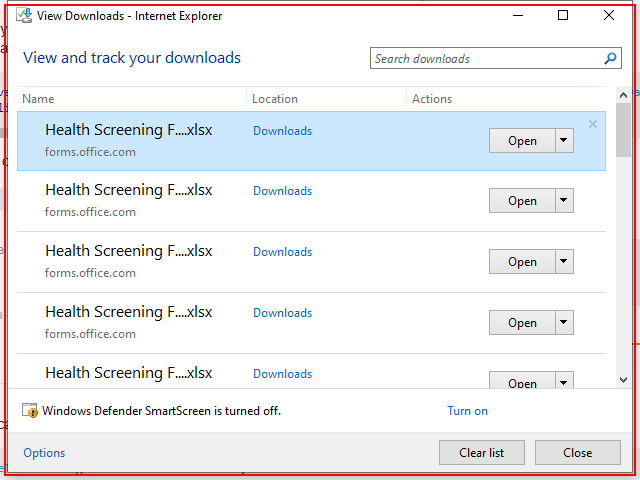 View Downloads - Internet Explorer
View and track your downloads
Search downloads
Name Location Actions
Health Screening F....xlsx Downloads Open
forms.office.com
Health Screening F....xlsx Downloads Open
forms.office.com
Health Screening F....xlsx Downloads Open
forms.office.com
Health Screening F....xlsx Downloads Open
forms.office.com
Health Screening F....xlsx Downloads Open
Windows Defender SmartScreen is turned off. Turn on
Options Clear list Close